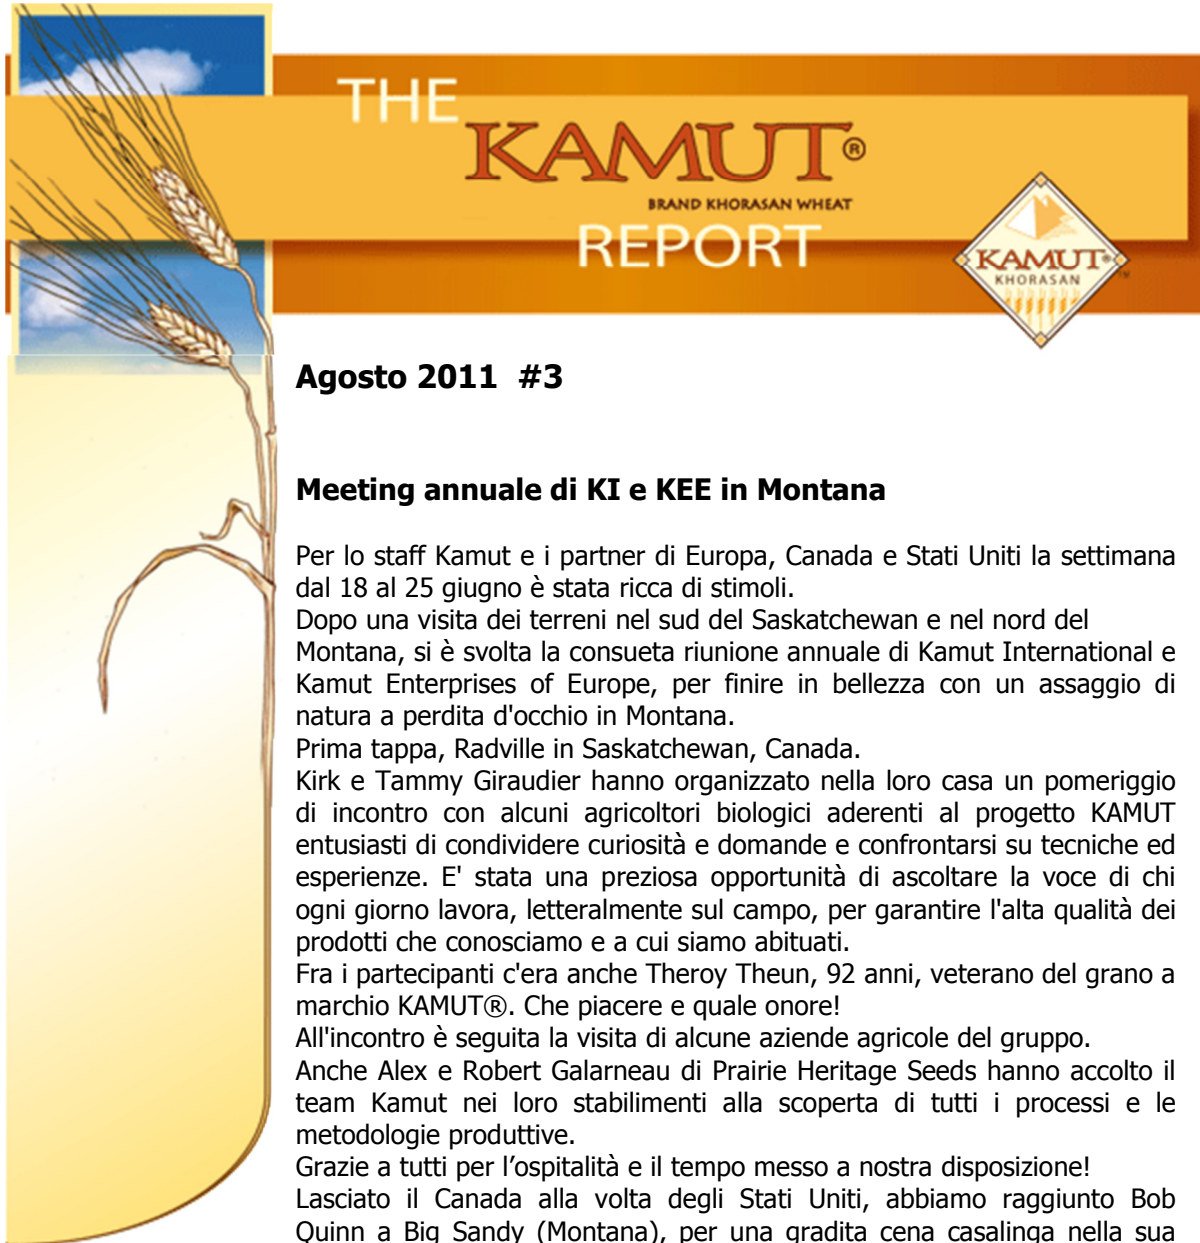 THE
KAMUT®
BRAND KHORASAN WHEAT
REPORT
KAMUT®
KHORASAN
TM
Agosto 2011 #3
Meeting annuale di KI e KEE in Montana
Per lo staff Kamut e i partner di Europa, Canada e Stati Uniti la settimana
dal 18 al 25 giugno è stata ricca di stimoli.
Dopo una visita dei terreni nel sud del Saskatchewan e nel nord del
Montana, si è svolta la consueta riunione annuale di Kamut International e
Kamut Enterprises of Europe, per finire in bellezza con un assaggio di
natura a perdita d'occhio in Montana.
Prima tappa, Radville in Saskatchewan, Canada.
Kirk e Tammy Giraudier hanno organizzato nella loro casa un pomeriggio
di incontro con alcuni agricoltori biologici aderenti al progetto KAMUT
entusiasti di condividere curiosità e domande e confrontarsi su tecniche ed
esperienze. E' stata una preziosa opportunità di ascoltare la voce di chi
ogni giorno lavora, letteralmente sul campo, per garantire l'alta qualità dei
prodotti che conosciamo e a cui siamo abituati.
Fra i partecipanti c'era anche Theroy Theun, 92 anni, veterano del grano a
marchio KAMUT®. Che piacere e quale onore!
All'incontro è seguita la visita di alcune aziende agricole del gruppo.
Anche Alex e Robert Galarneau di Prairie Heritage Seeds hanno accolto il
team Kamut nei loro stabilimenti alla scoperta di tutti i processi e le
metodologie produttive.
Grazie a tutti per l’ospitalità e il tempo messo a nostra disposizione!
Lasciato il Canada alla volta degli Stati Uniti, abbiamo raggiunto Bob
Quinn a Big Sandy (Montana), per una gradita cena casalinga nella sua